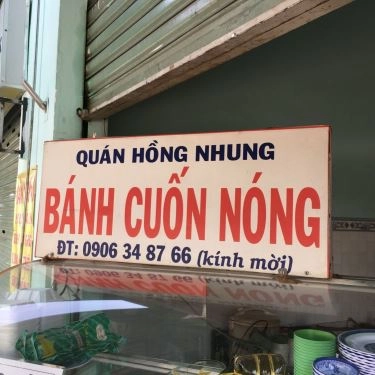 QUÁN HỒNG NHUNG
BÁNH CUỐN NÓNG
ĐT: 0906 34 87 66 (kính mời)